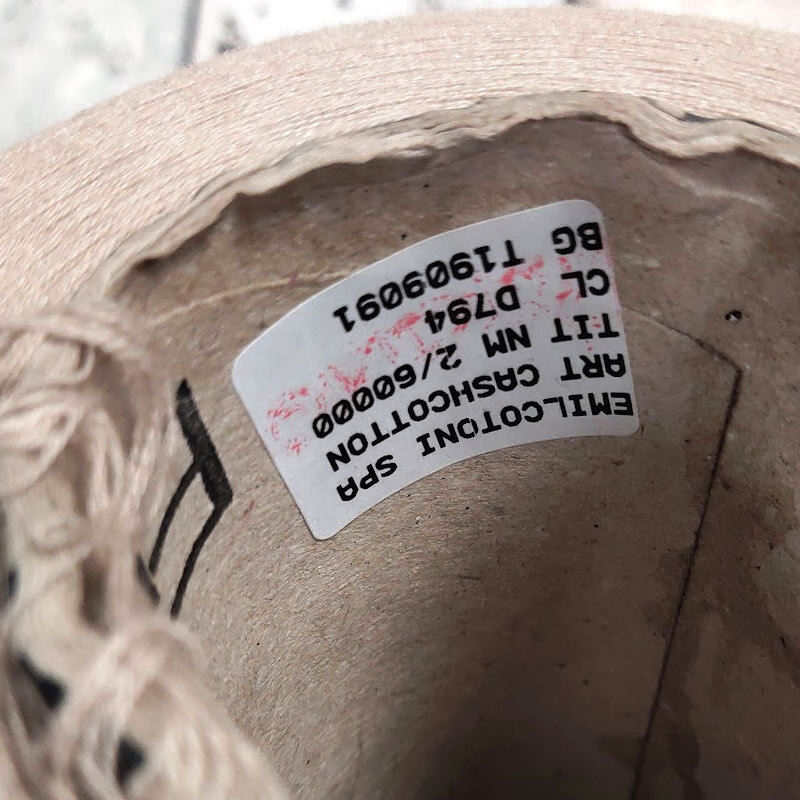 EMILCOTONI SPA
ART CASHCOTTON
TIT NM 2/60000
CL D794
BG T1909091